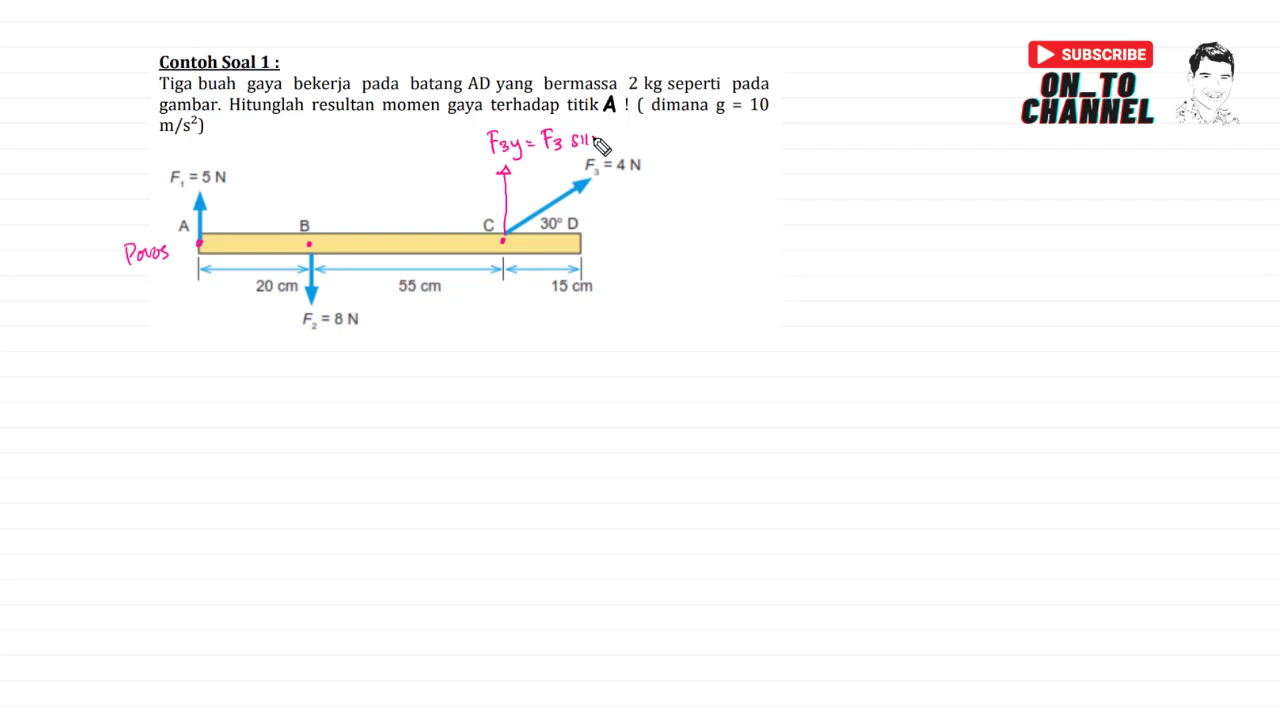 Contoh Soal 1 :
Tiga buah gaya bekerja pada batang AD yang bermassa 2 kg seperti pada
gambar. Hitunglah resultan momen gaya terhadap titik A ! ( dimana g = 10
m/s²)
SUBSCRIBE
ON_TO
CHANNEL
F₃y = F₃ sin
F₃ = 4 N
F₁ = 5 N
A B C 30° D
Poros
20 cm 55 cm 15 cm
F₂ = 8 N